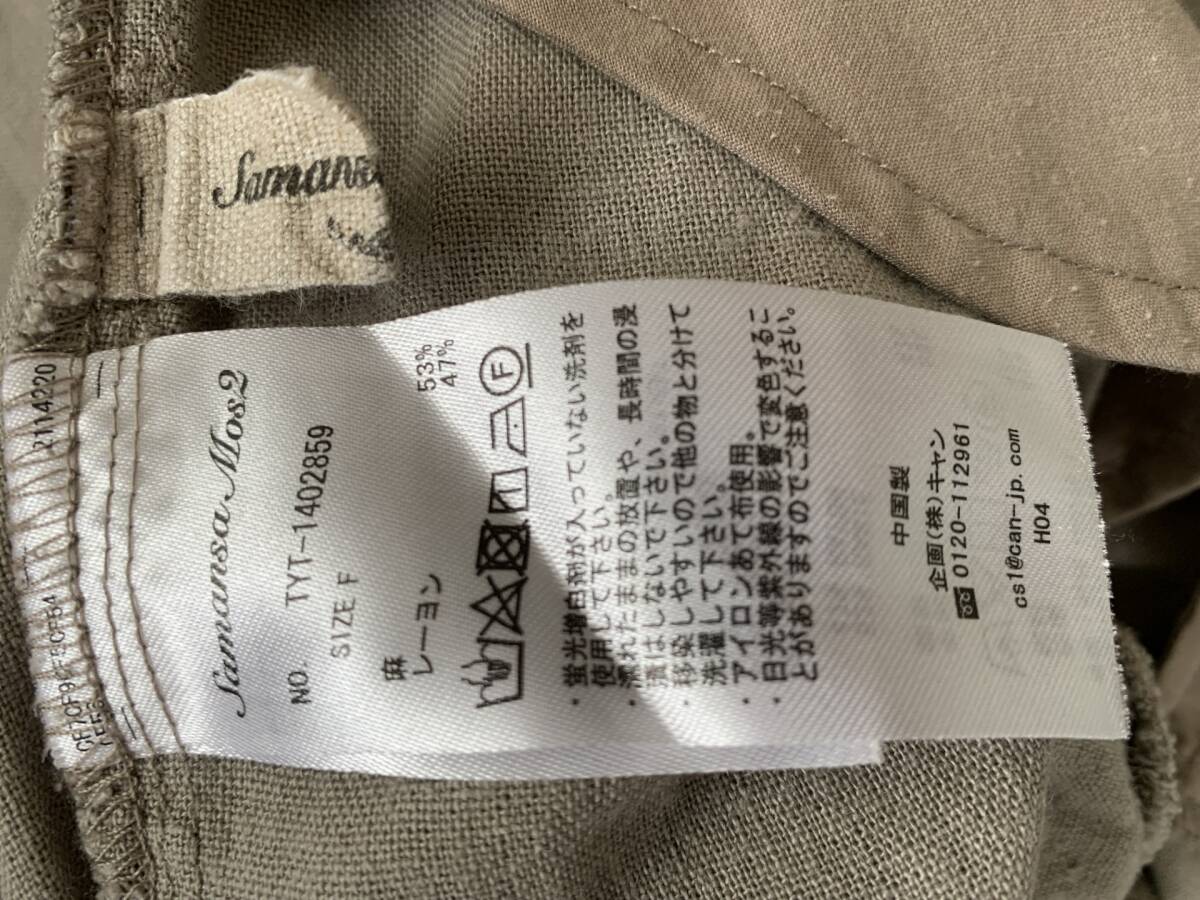 Samansa
2114220
Samansa Mos2
NO. TYT-1402859
SIZE F
麻 53%
レーヨン 47%
F
・蛍光増白剤が入っていない洗剤を
使用して下さい。
・濡れたままの放置や、長時間の浸
漬はしないで下さい。
・移染しやすいので他の物と分けて
洗濯して下さい。
・アイロンあて布使用。
・日光等紫外線の影響で変色するこ
とがありますのでご注意ください。
中国製
企画(株)キャン
0120-112961
cs1@can-jp.com
H04